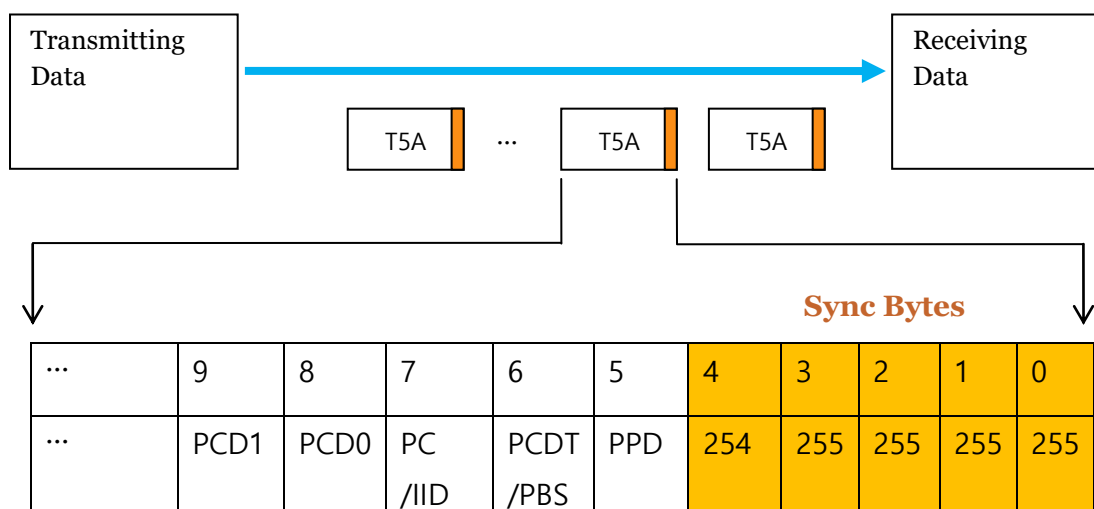 Transmitting
Data
Receiving
Data
T5A
...
T5A
T5A
Sync Bytes
... 9 8 7 6 5 4 3 2 1 0
... PCD1 PCD0 PC PCDT PPD 254 255 255 255 255
/IID /PBS